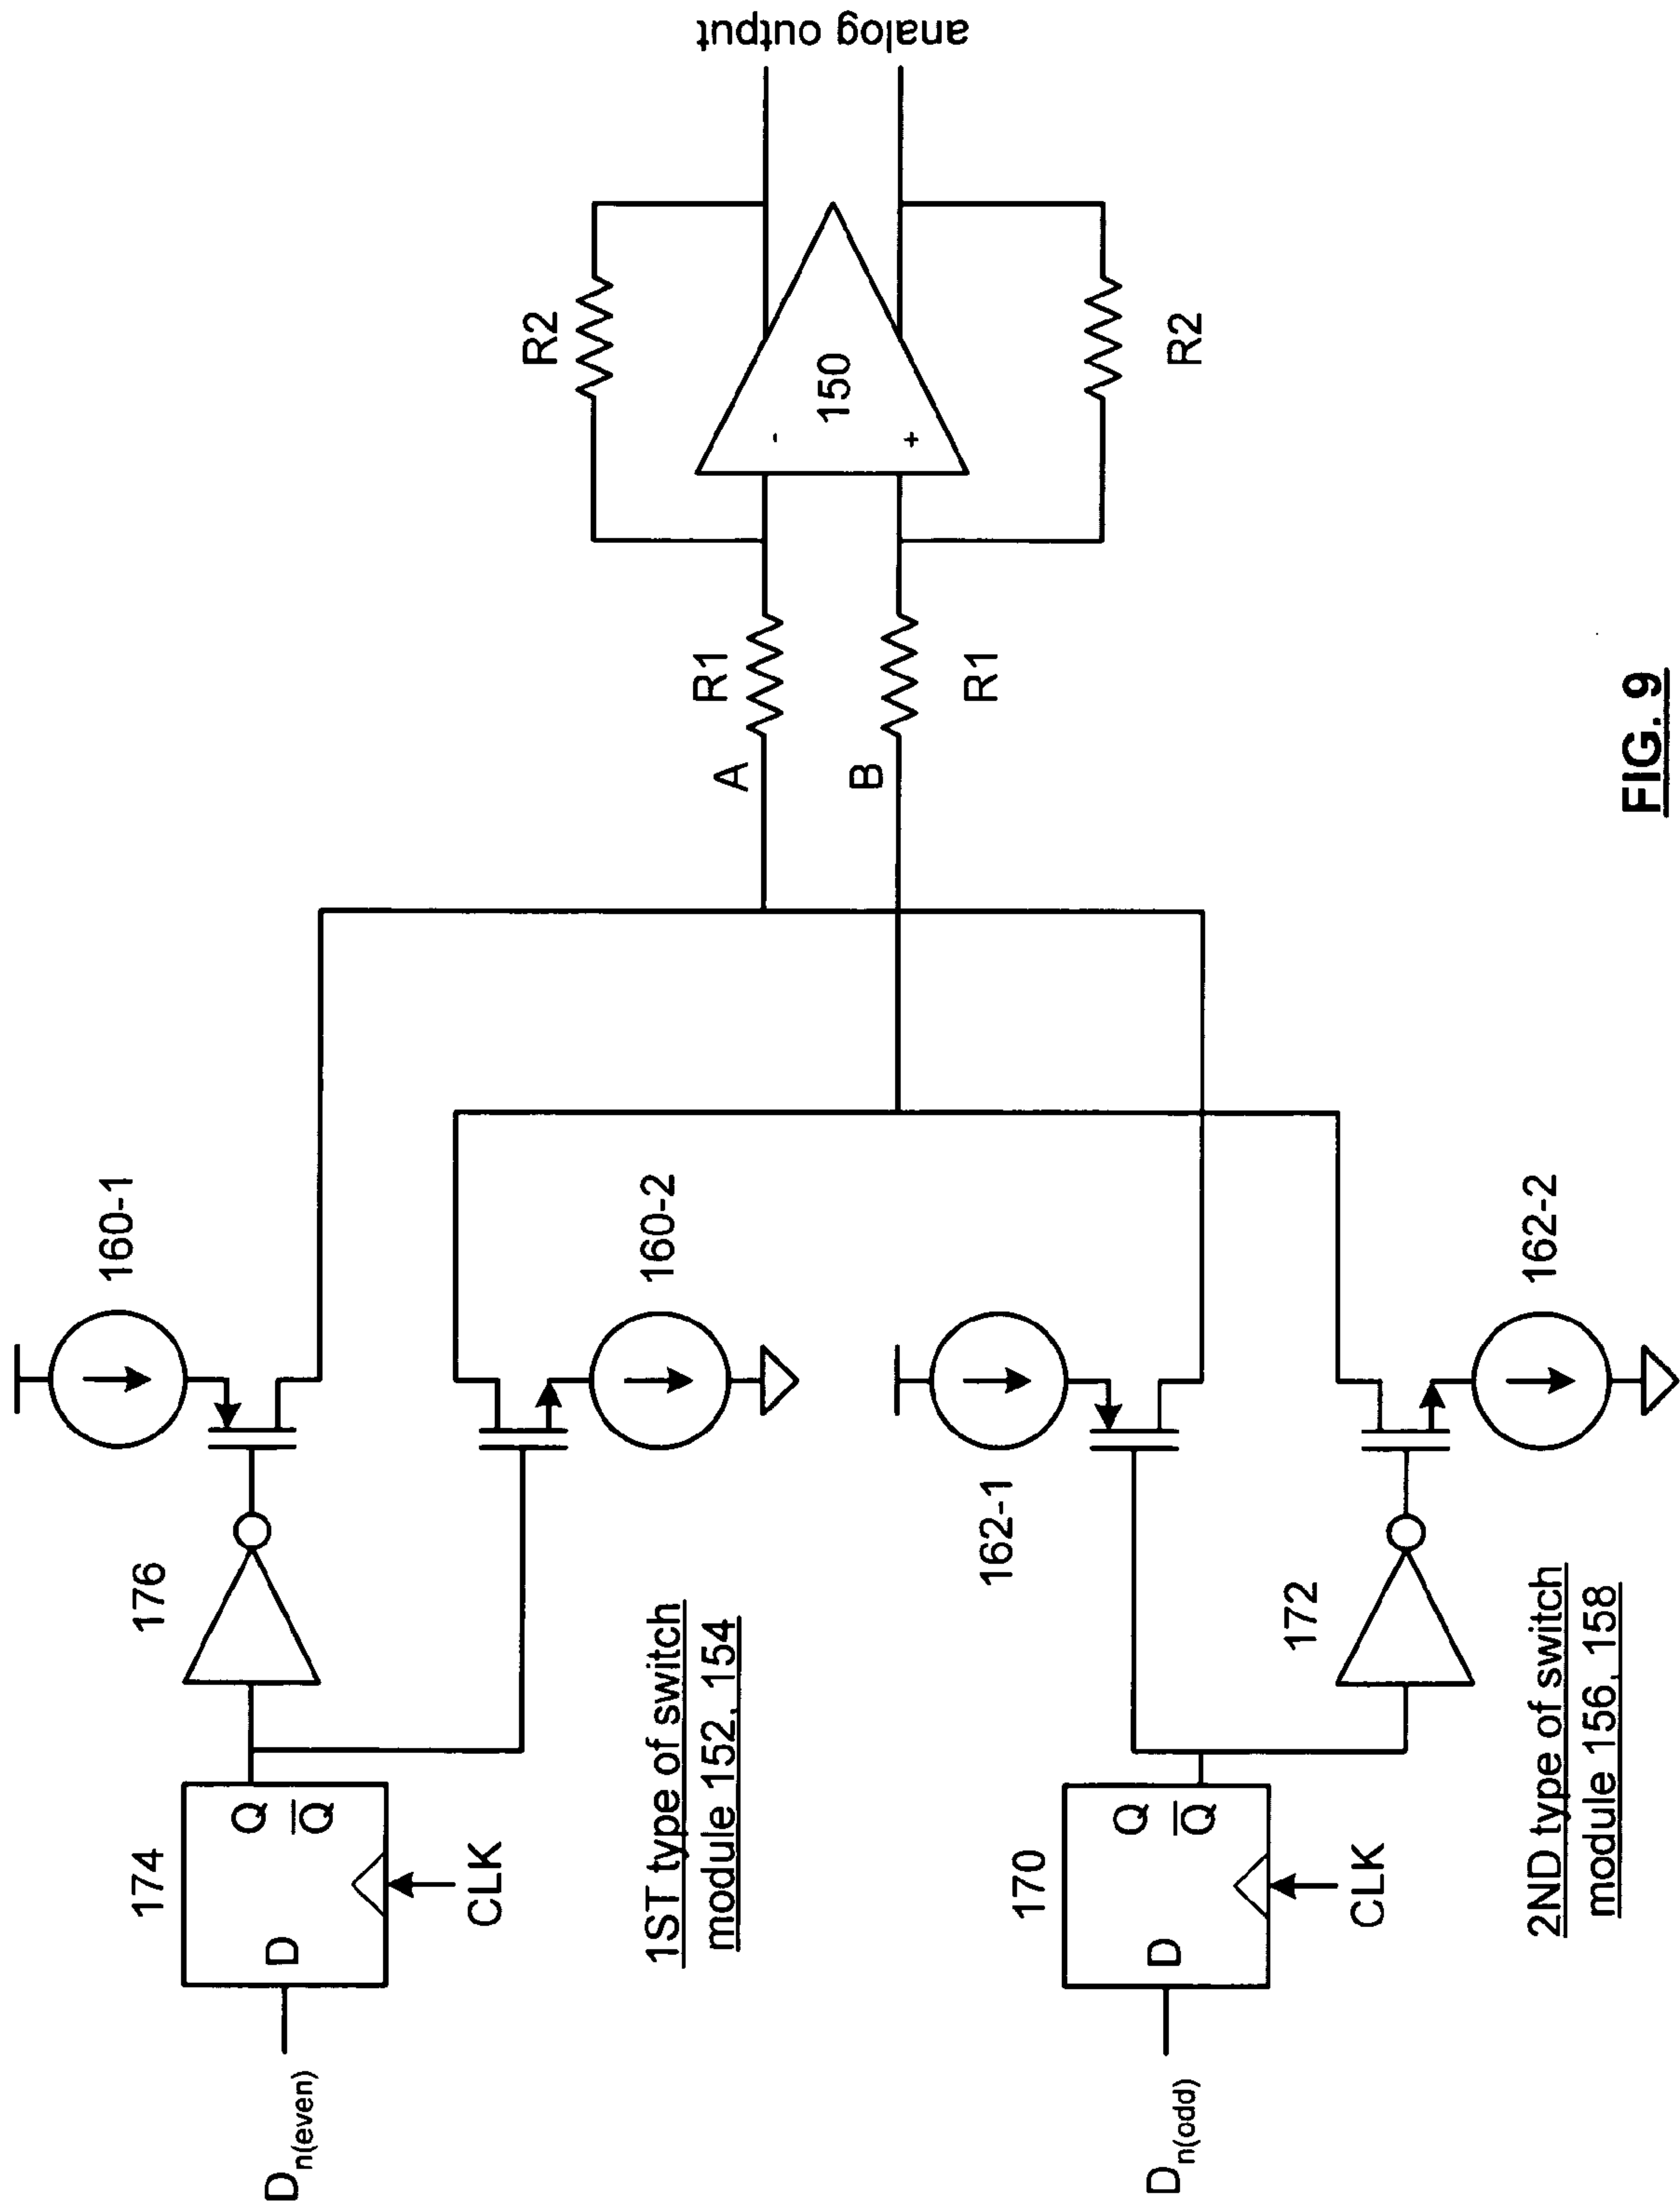 D n(even)
174
D
Q
Q
CLK
176
160-1
160-2
1ST type of switch
module 152, 154
D n(odd)
170
D
Q
Q
CLK
172
162-1
162-2
2ND type of switch
module 156, 158
A
B
R1
R1
R2
R2
-
+
150
analog output
FIG. 9